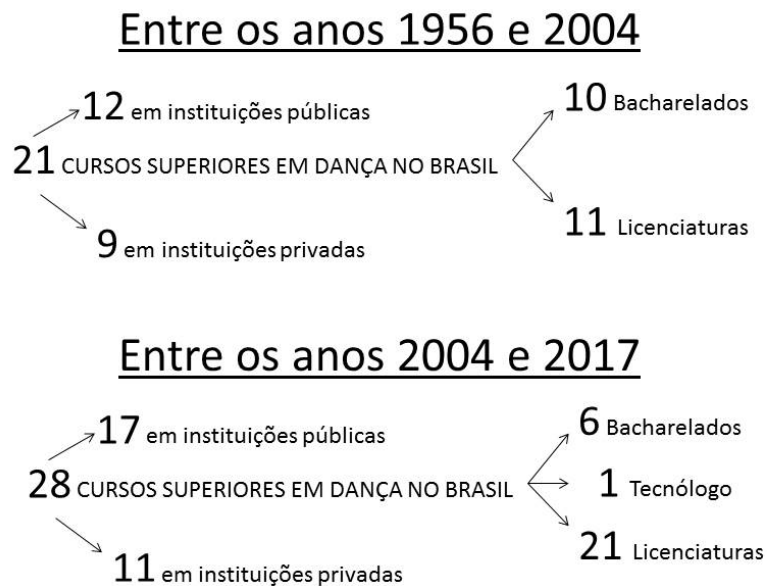 Entre os anos 1956 e 2004
12 em instituições públicas
10 Bacharelados
21 CURSOS SUPERIORES EM DANÇA NO BRASIL
11 Licenciaturas
9 em instituições privadas
Entre os anos 2004 e 2017
17 em instituições públicas
6 Bacharelados
28 CURSOS SUPERIORES EM DANÇA NO BRASIL
1 Tecnólogo
21 Licenciaturas
11 em instituições privadas